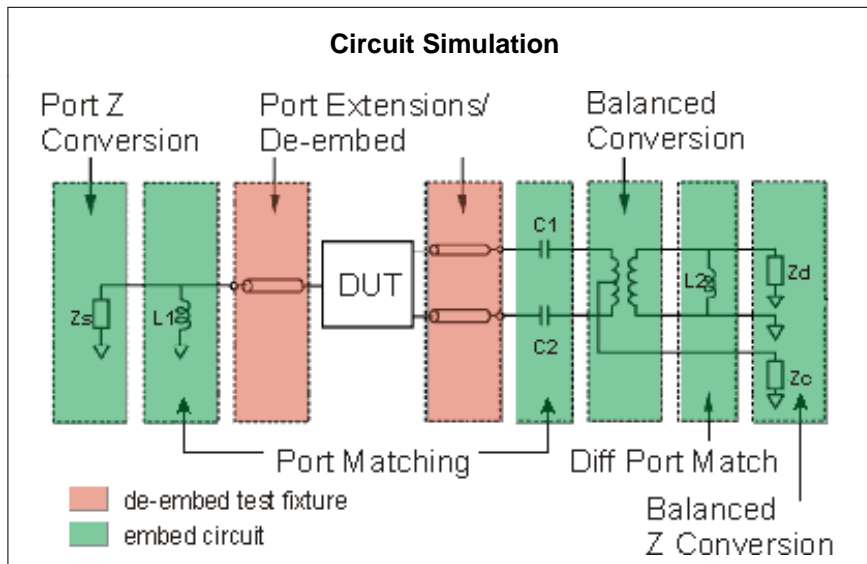 Circuit Simulation
Port Z
Conversion
Port Extensions/
De-embed
Balanced
Conversion
C1
DUT
Zs
L1
L2
Zd
C2
Zc
Port Matching
Diff Port Match
de-embed test fixture
embed circuit
Balanced
Z Conversion